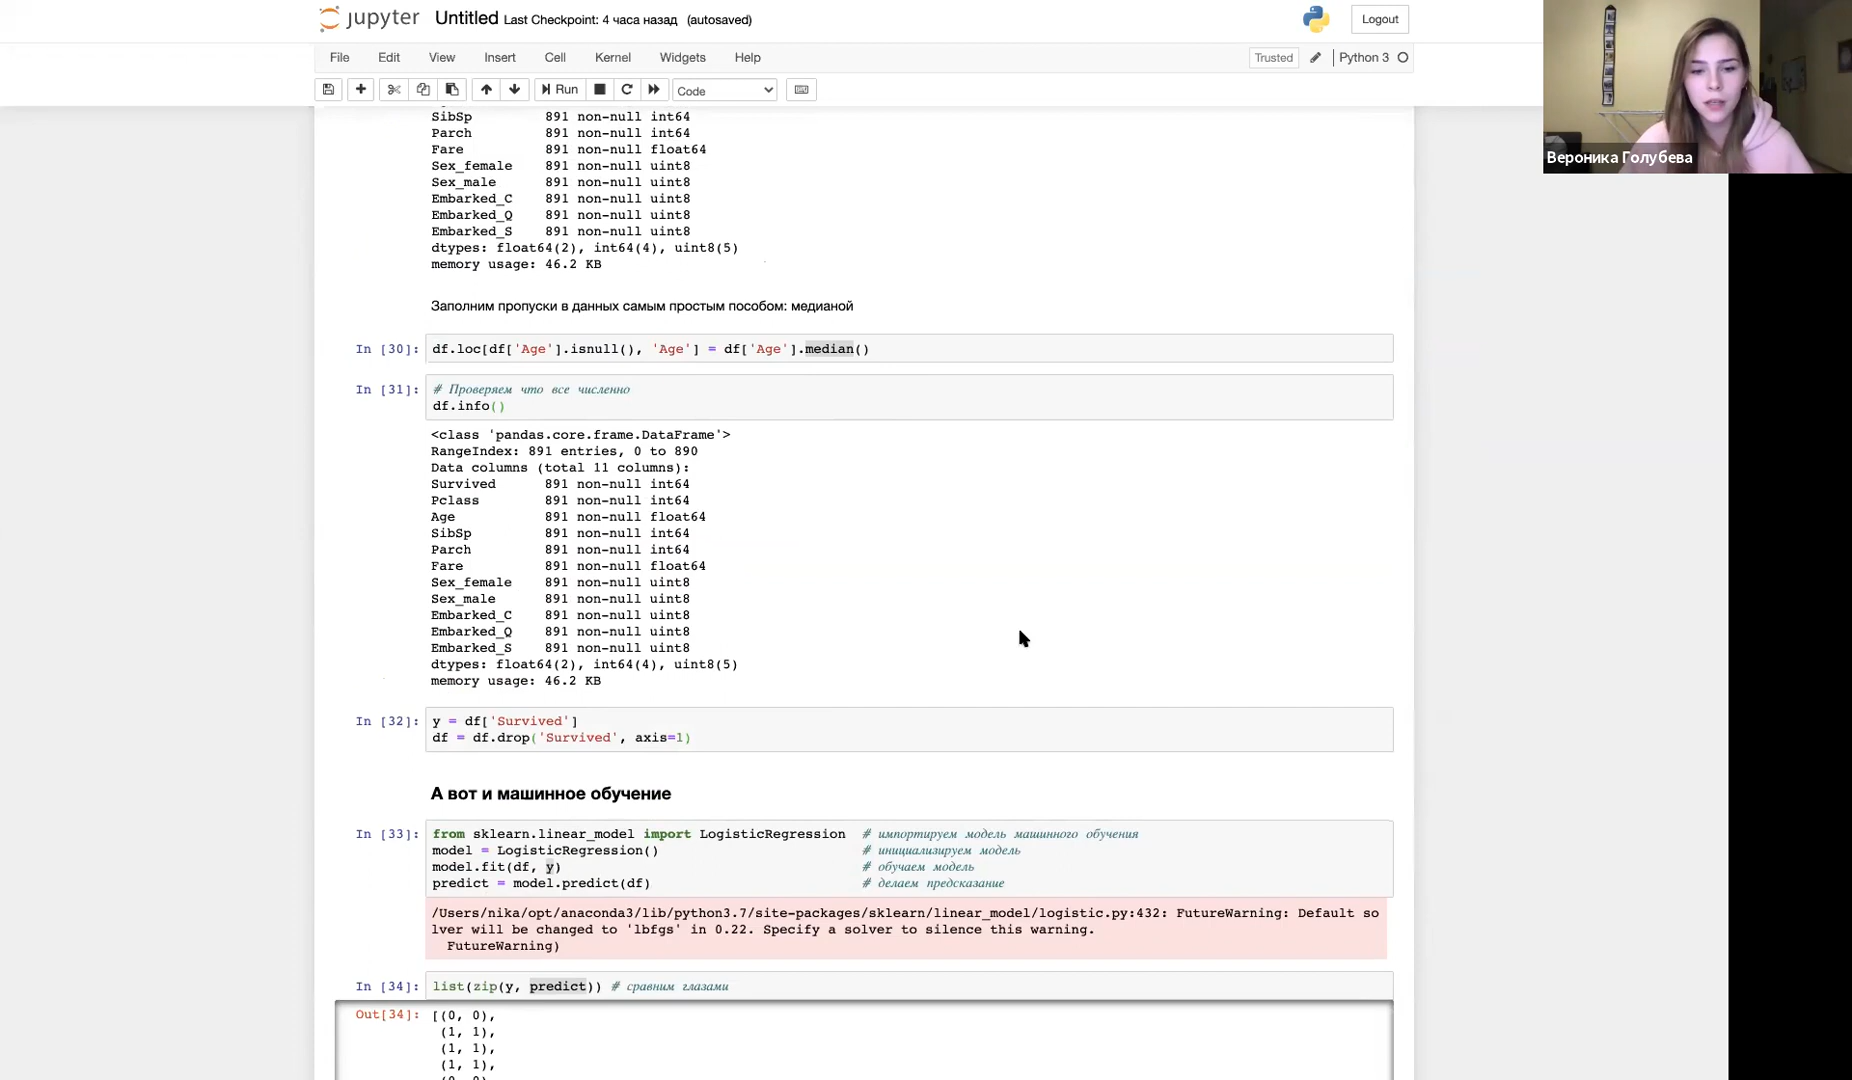 jupyter Untitled Last Checkpoint: 4 часа назад (autosaved) Logout
File Edit View Insert Cell Kernel Widgets Help Trusted Python 3
Run Code
Вероника Голубева
SibSp 891 non-null int64
Parch 891 non-null int64
Fare 891 non-null float64
Sex_female 891 non-null uint8
Sex_male 891 non-null uint8
Embarked_C 891 non-null uint8
Embarked_Q 891 non-null uint8
Embarked_S 891 non-null uint8
dtypes: float64(2), int64(4), uint8(5)
memory usage: 46.2 KB
Заполним пропуски в данных самым простым пособом: медианой
In [30]: df.loc[df['Age'].isnull(), 'Age'] = df['Age'].median()
In [31]: # Проверяем что все численно
df.info()
<class 'pandas.core.frame.DataFrame'>
RangeIndex: 891 entries, 0 to 890
Data columns (total 11 columns):
Survived 891 non-null int64
Pclass 891 non-null int64
Age 891 non-null float64
SibSp 891 non-null int64
Parch 891 non-null int64
Fare 891 non-null float64
Sex_female 891 non-null uint8
Sex_male 891 non-null uint8
Embarked_C 891 non-null uint8
Embarked_Q 891 non-null uint8
Embarked_S 891 non-null uint8
dtypes: float64(2), int64(4), uint8(5)
memory usage: 46.2 KB
In [32]: y = df['Survived']
df = df.drop('Survived', axis=1)
А вот и машинное обучение
In [33]: from sklearn.linear_model import LogisticRegression # импортируем модель машинного обучения
model = LogisticRegression() # инициализируем модель
model.fit(df, y) # обучаем модель
predict = model.predict(df) # делаем предсказание
/Users/nika/opt/anaconda3/lib/python3.7/site-packages/sklearn/linear_model/logistic.py:432: FutureWarning: Default so
lver will be changed to 'lbfgs' in 0.22. Specify a solver to silence this warning.
FutureWarning)
In [34]: list(zip(y, predict)) # сравним глазами
Out[34]: [(0, 0),
(1, 1),
(1, 1),
(1, 1),